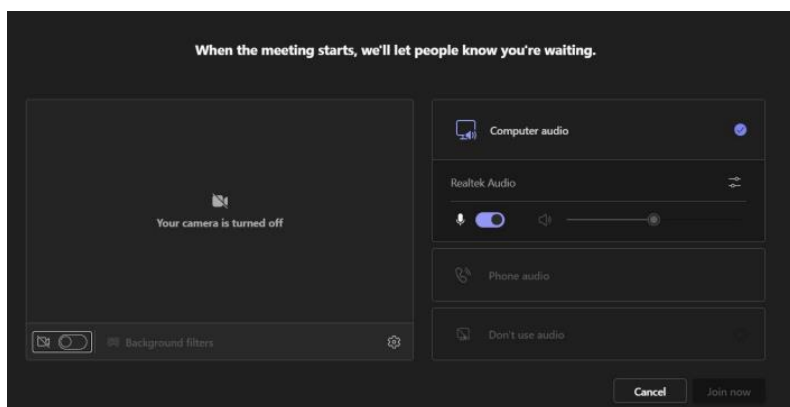 When the meeting starts, we'll let people know you're waiting.
Your camera is turned off
Background filters
Computer audio
Realtek Audio
Phone audio
Don't use audio
Cancel
Join now